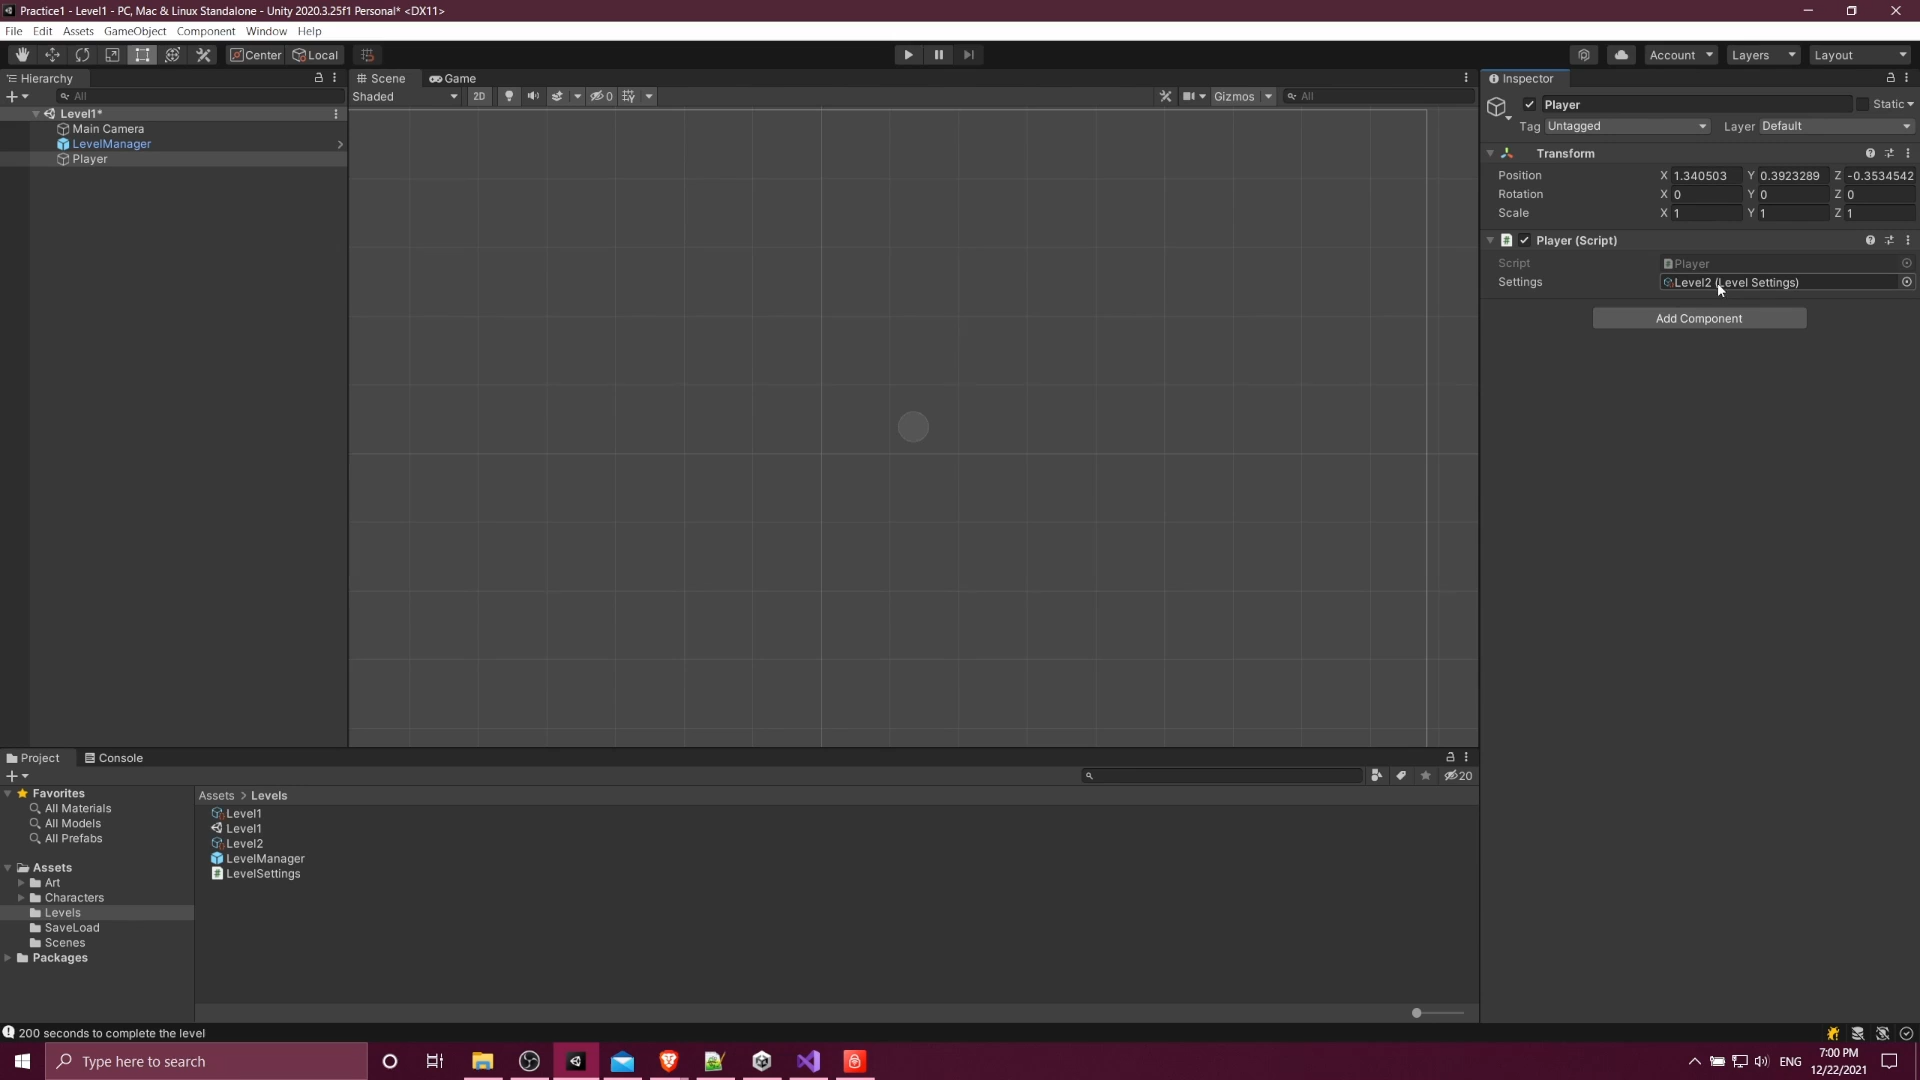 Practice1 - Level1 - PC, Mac & Linux Standalone - Unity 2020.3.25f1 Personal* <DX11>
File Edit Assets GameObject Component Window Help
Center Local
Account Layers Layout
Hierarchy
All
Level1*
Main Camera
LevelManager
Player
Scene Game
Shaded 2D 0 Gizmos All
Inspector
Player Static
Tag Untagged Layer Default
Transform
Position X 1.340503 Y 0.3923289 Z -0.3534542
Rotation X 0 Y 0 Z 0
Scale X 1 Y 1 Z 1
Player (Script)
Script Player
Settings Level2 (Level Settings)
Add Component
Project Console
20
Favorites
All Materials
All Models
All Prefabs
Assets
Art
Characters
Levels
SaveLoad
Scenes
Packages
Assets > Levels
Level1
Level1
Level2
LevelManager
LevelSettings
200 seconds to complete the level
Type here to search
ENG
7:00 PM
12/22/2021